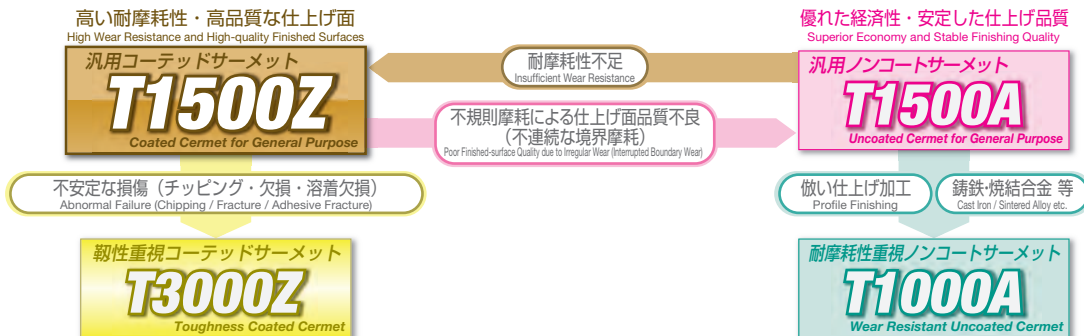 高い耐摩耗性・高品質な仕上げ面
High Wear Resistance and High-quality Finished Surfaces
汎用コーテッドサーメット
T1500Z
Coated Cermet for General Purpose
耐摩耗性不足
Insufficient Wear Resistance
不規則摩耗による仕上げ面品質不良
(不連続な境界摩耗)
Poor Finished-surface Quality due to Irregular Wear (Interrupted Boundary Wear)
優れた経済性・安定した仕上げ品質
Superior Economy and Stable Finishing Quality
汎用ノンコートサーメット
T1500A
Uncoated Cermet for General Purpose
不安定な損傷（チッピング・欠損・溶着欠損）
Abnormal Failure (Chipping / Fracture / Adhesive Fracture)
倣い仕上げ加工
Profile Finishing
鋳鉄・焼結合金 等
Cast Iron / Sintered Alloy etc.
靭性重視コーテッドサーメット
T3000Z
Toughness Coated Cermet
耐摩耗性重視ノンコートサーメット
T1000A
Wear Resistant Uncoated Cermet